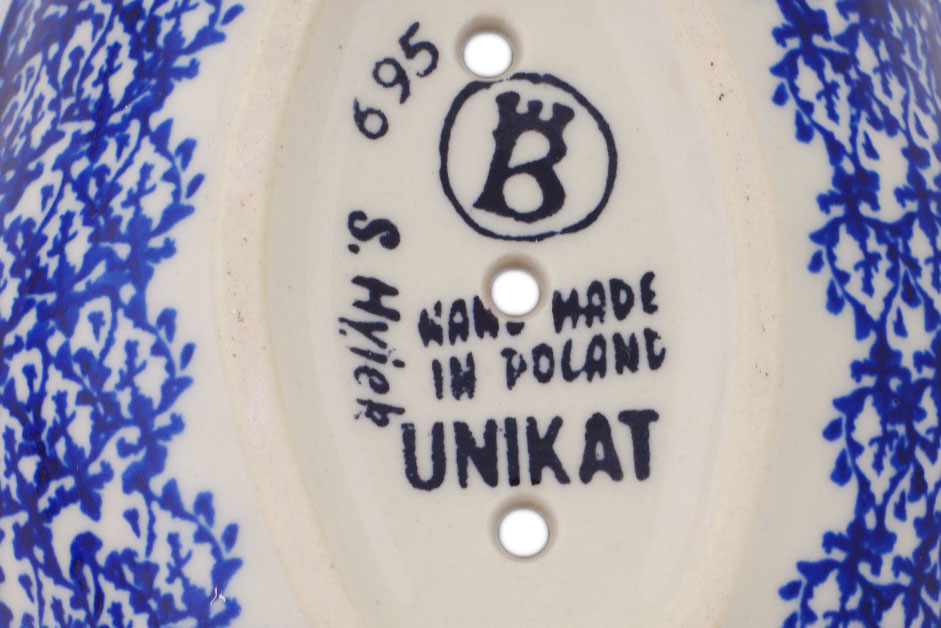 695
B
S. Hyjek
HAND MADE
IN POLAND
UNIKAT